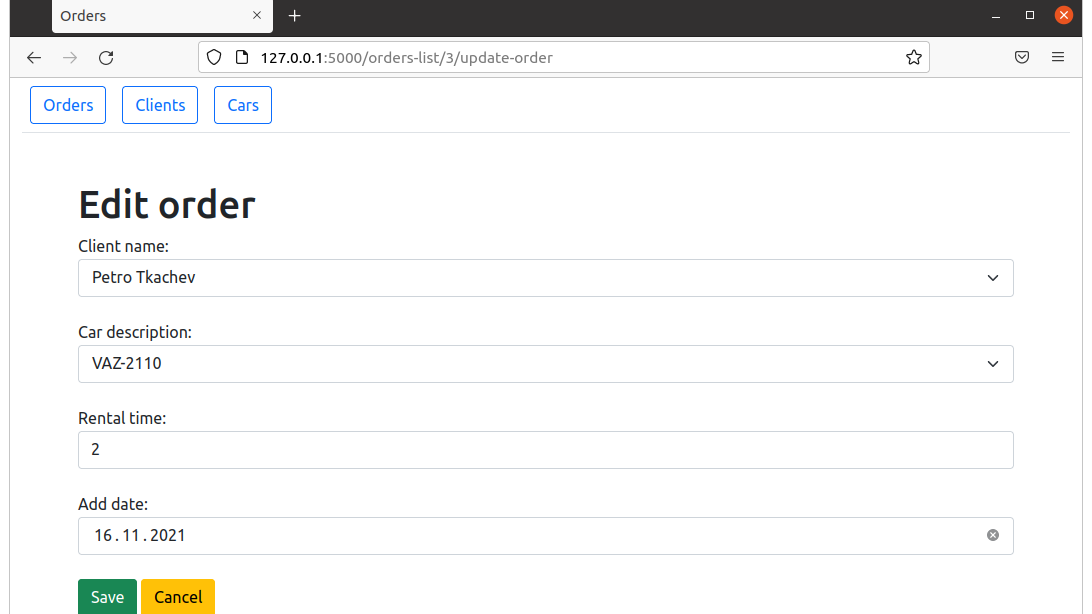 Orders
127.0.0.1:5000/orders-list/3/update-order
Orders Clients Cars
Edit order
Client name:
Petro Tkachev
Car description:
VAZ-2110
Rental time:
2
Add date:
16.11.2021
Save Cancel